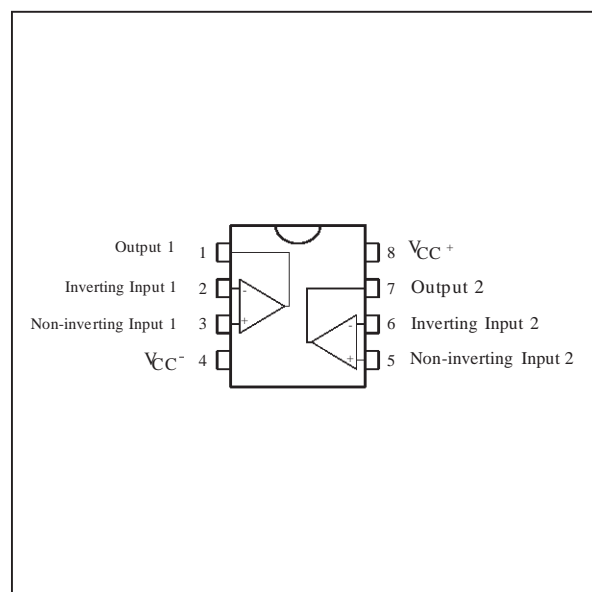 Output 1 1 8 VCC+
Inverting Input 1 2 - 7 Output 2
Non-inverting Input 1 3 + - 6 Inverting Input 2
VCC- 4 + 5 Non-inverting Input 2